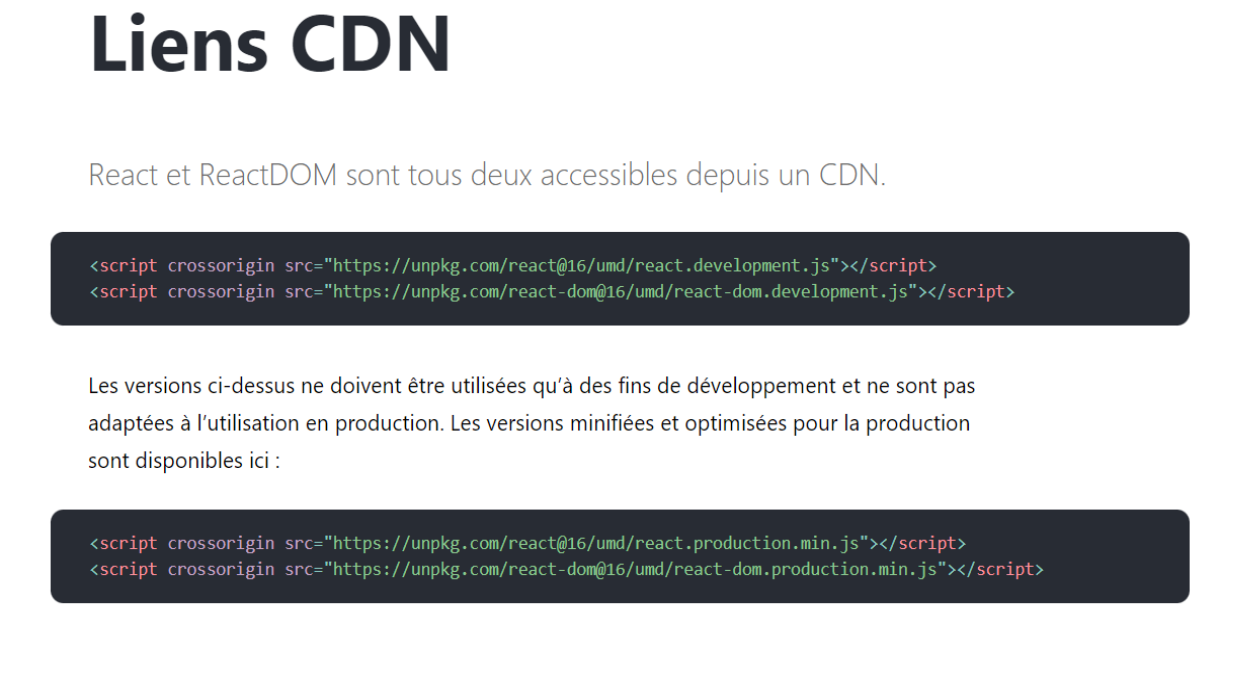 Liens CDN
React et ReactDOM sont tous deux accessibles depuis un CDN.
<script crossorigin src="https://unpkg.com/react@16/umd/react.development.js"></script>
<script crossorigin src="https://unpkg.com/react-dom@16/umd/react-dom.development.js"></script>
Les versions ci-dessus ne doivent être utilisées qu’à des fins de développement et ne sont pas
adaptées à l’utilisation en production. Les versions minifiées et optimisées pour la production
sont disponibles ici :
<script crossorigin src="https://unpkg.com/react@16/umd/react.production.min.js"></script>
<script crossorigin src="https://unpkg.com/react-dom@16/umd/react-dom.production.min.js"></script>